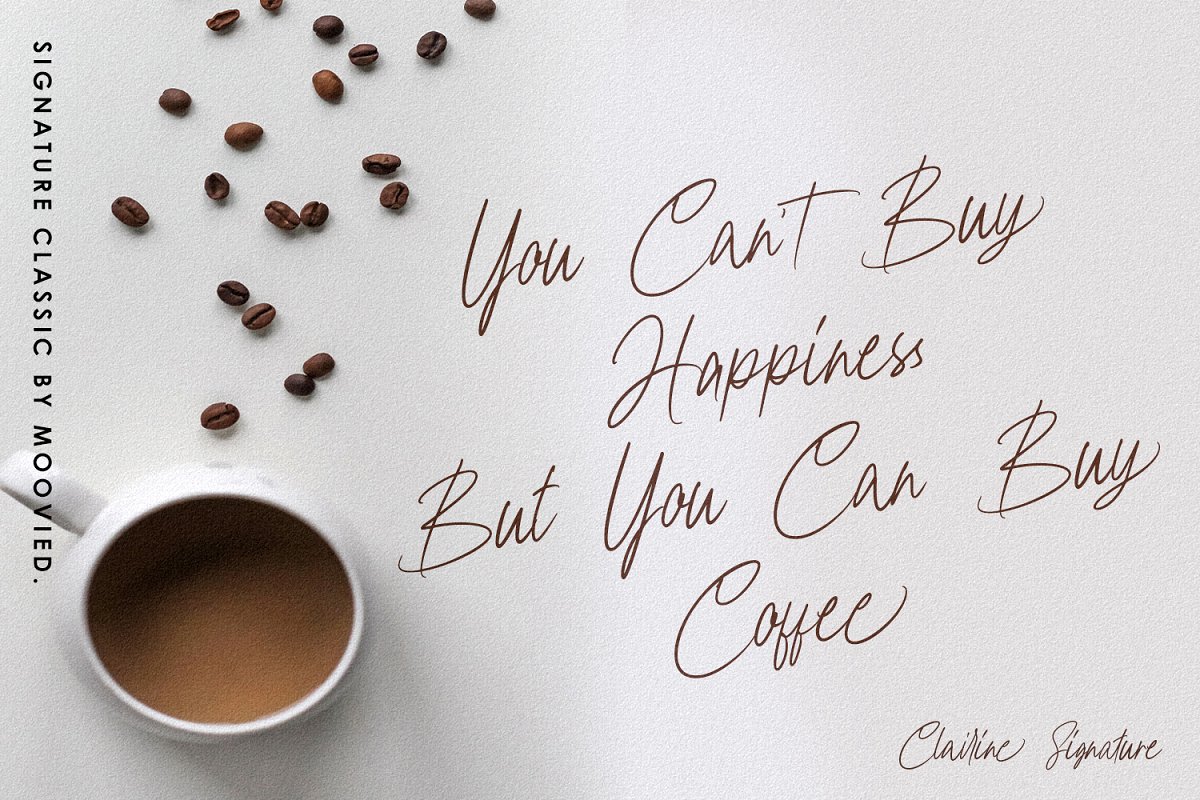 SIGNATURE CLASSIC BY MOOVIED.
You Can't Buy
Happiness
But You Can Buy
Coffee
Clairine Signature